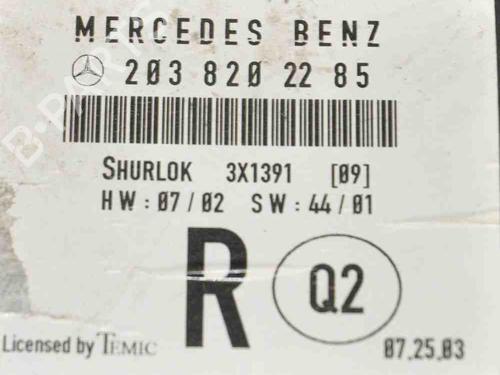 MERCEDES BENZ
203 820 22 85
SHURLOK 3X1391 [09]
HW : 07 / 02 SW : 44 / 01
R Q2
Licensed by TEMIC 07.25.03
B-PARTS